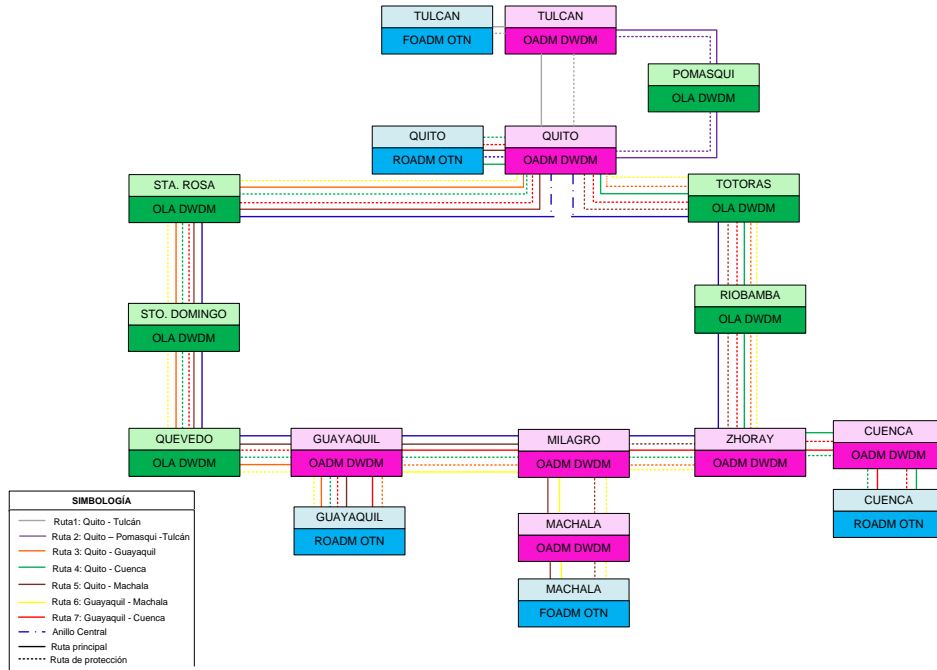 TULCAN
FOADM OTN
TULCAN
OADM DWDM
POMASQUI
OLA DWDM
QUITO
ROADM OTN
QUITO
OADM DWDM
STA. ROSA
OLA DWDM
TOTORAS
OLA DWDM
STO. DOMINGO
OLA DWDM
RIOBAMBA
OLA DWDM
QUEVEDO
OLA DWDM
GUAYAQUIL
OADM DWDM
MILAGRO
OADM DWDM
ZHORAY
OADM DWDM
CUENCA
OADM DWDM
GUAYAQUIL
ROADM OTN
MACHALA
OADM DWDM
CUENCA
ROADM OTN
MACHALA
FOADM OTN
SIMBOLOGÍA
Ruta1: Quito - Tulcán
Ruta 2: Quito – Pomasqui -Tulcán
Ruta 3: Quito - Guayaquil
Ruta 4: Quito - Cuenca
Ruta 5: Quito - Machala
Ruta 6: Guayaquil - Machala
Ruta 7: Guayaquil - Cuenca
Anillo Central
Ruta principal
Ruta de protección